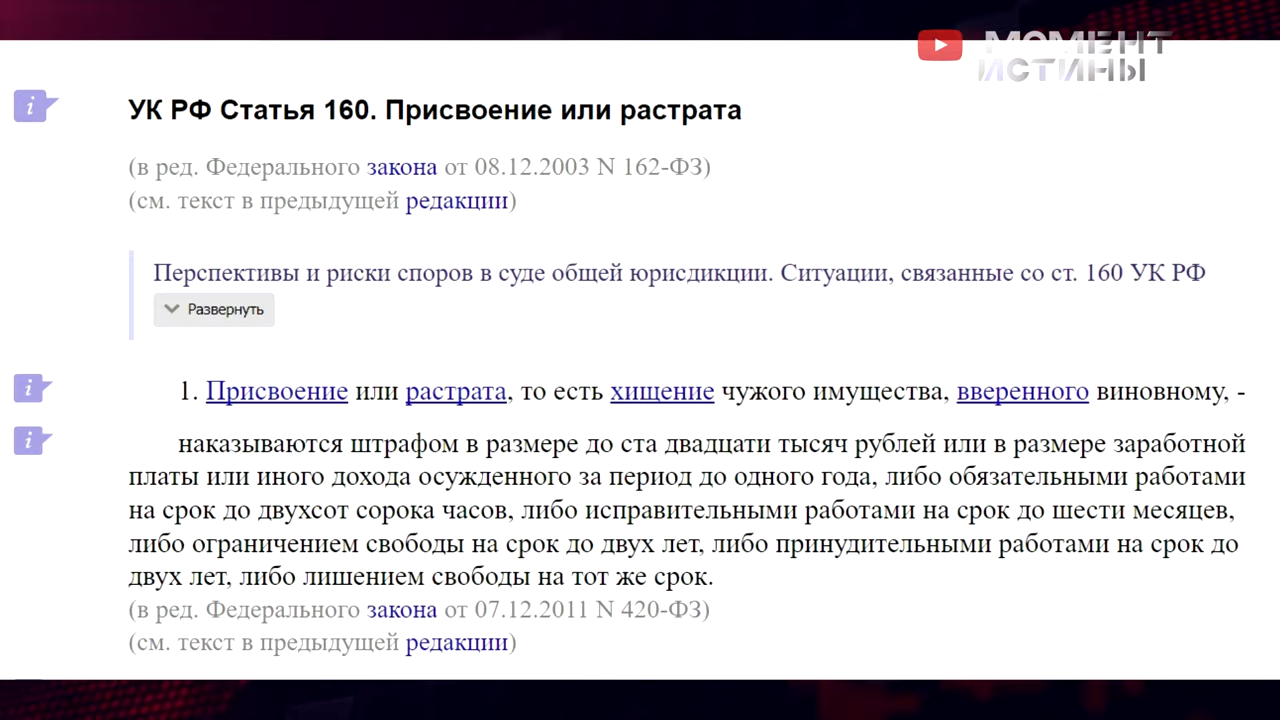 МОМЕНТ
ИСТИНЫ
УК РФ Статья 160. Присвоение или растрата
(в ред. Федерального закона от 08.12.2003 N 162-ФЗ)
(см. текст в предыдущей редакции)
Перспективы и риски споров в суде общей юрисдикции. Ситуации, связанные со ст. 160 УК РФ
Развернуть
1. Присвоение или растрата, то есть хищение чужого имущества, вверенного виновному, -
наказываются штрафом в размере до ста двадцати тысяч рублей или в размере заработной
платы или иного дохода осужденного за период до одного года, либо обязательными работами
на срок до двухсот сорока часов, либо исправительными работами на срок до шести месяцев,
либо ограничением свободы на срок до двух лет, либо принудительными работами на срок до
двух лет, либо лишением свободы на тот же срок.
(в ред. Федерального закона от 07.12.2011 N 420-ФЗ)
(см. текст в предыдущей редакции)